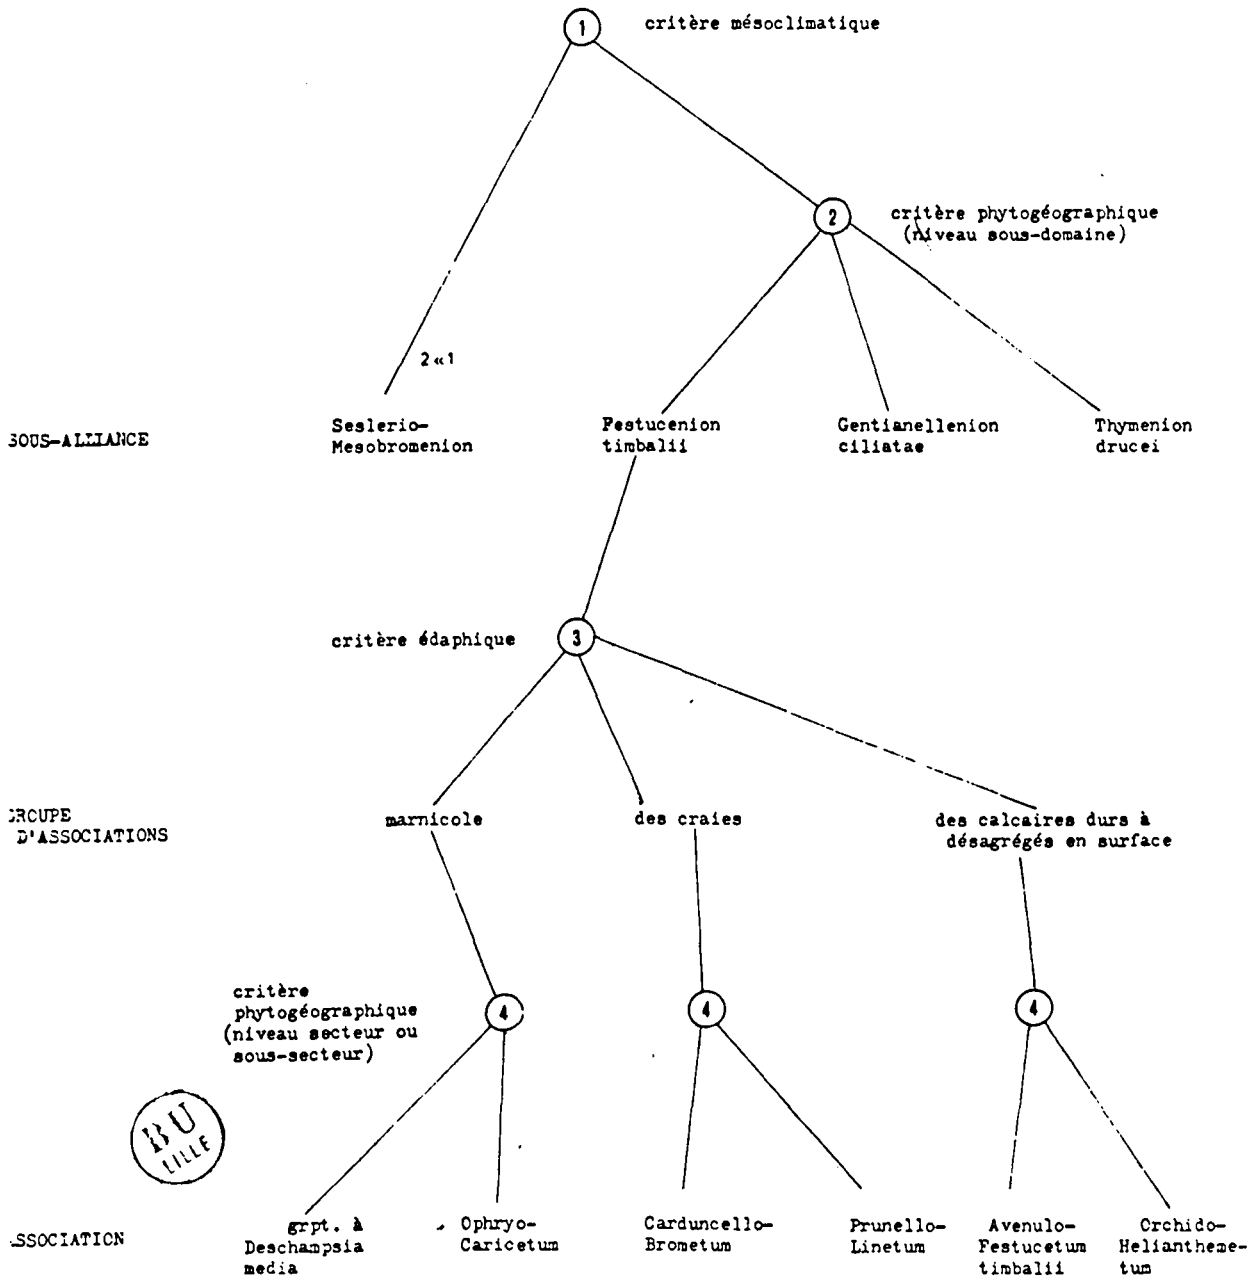 1 critère mésoclimatique
2 critère phytogéographique
(niveau sous-domaine)
2 «1
SOUS-ALLIANCE
Seslerio-
Mesobromenion
Festucenion
timbalii
Gentianellenion
ciliatae
Thymenion
drucei
critère édaphique 3
GROUPE
D'ASSOCIATIONS
marnicole
des craies
des calcaires durs à
désagrégés en surface
critère
phytogéographique
(niveau secteur ou
sous-secteur)
4
4
4
BU
LILLE
ASSOCIATION
grpt. à
Deschampsia
media
Ophryo-
Caricetum
Carduncello-
Brometum
Prunello-
Linetum
Avenulo-
Festucetum
timbalii
Orchido-
Heliantheme-
tum